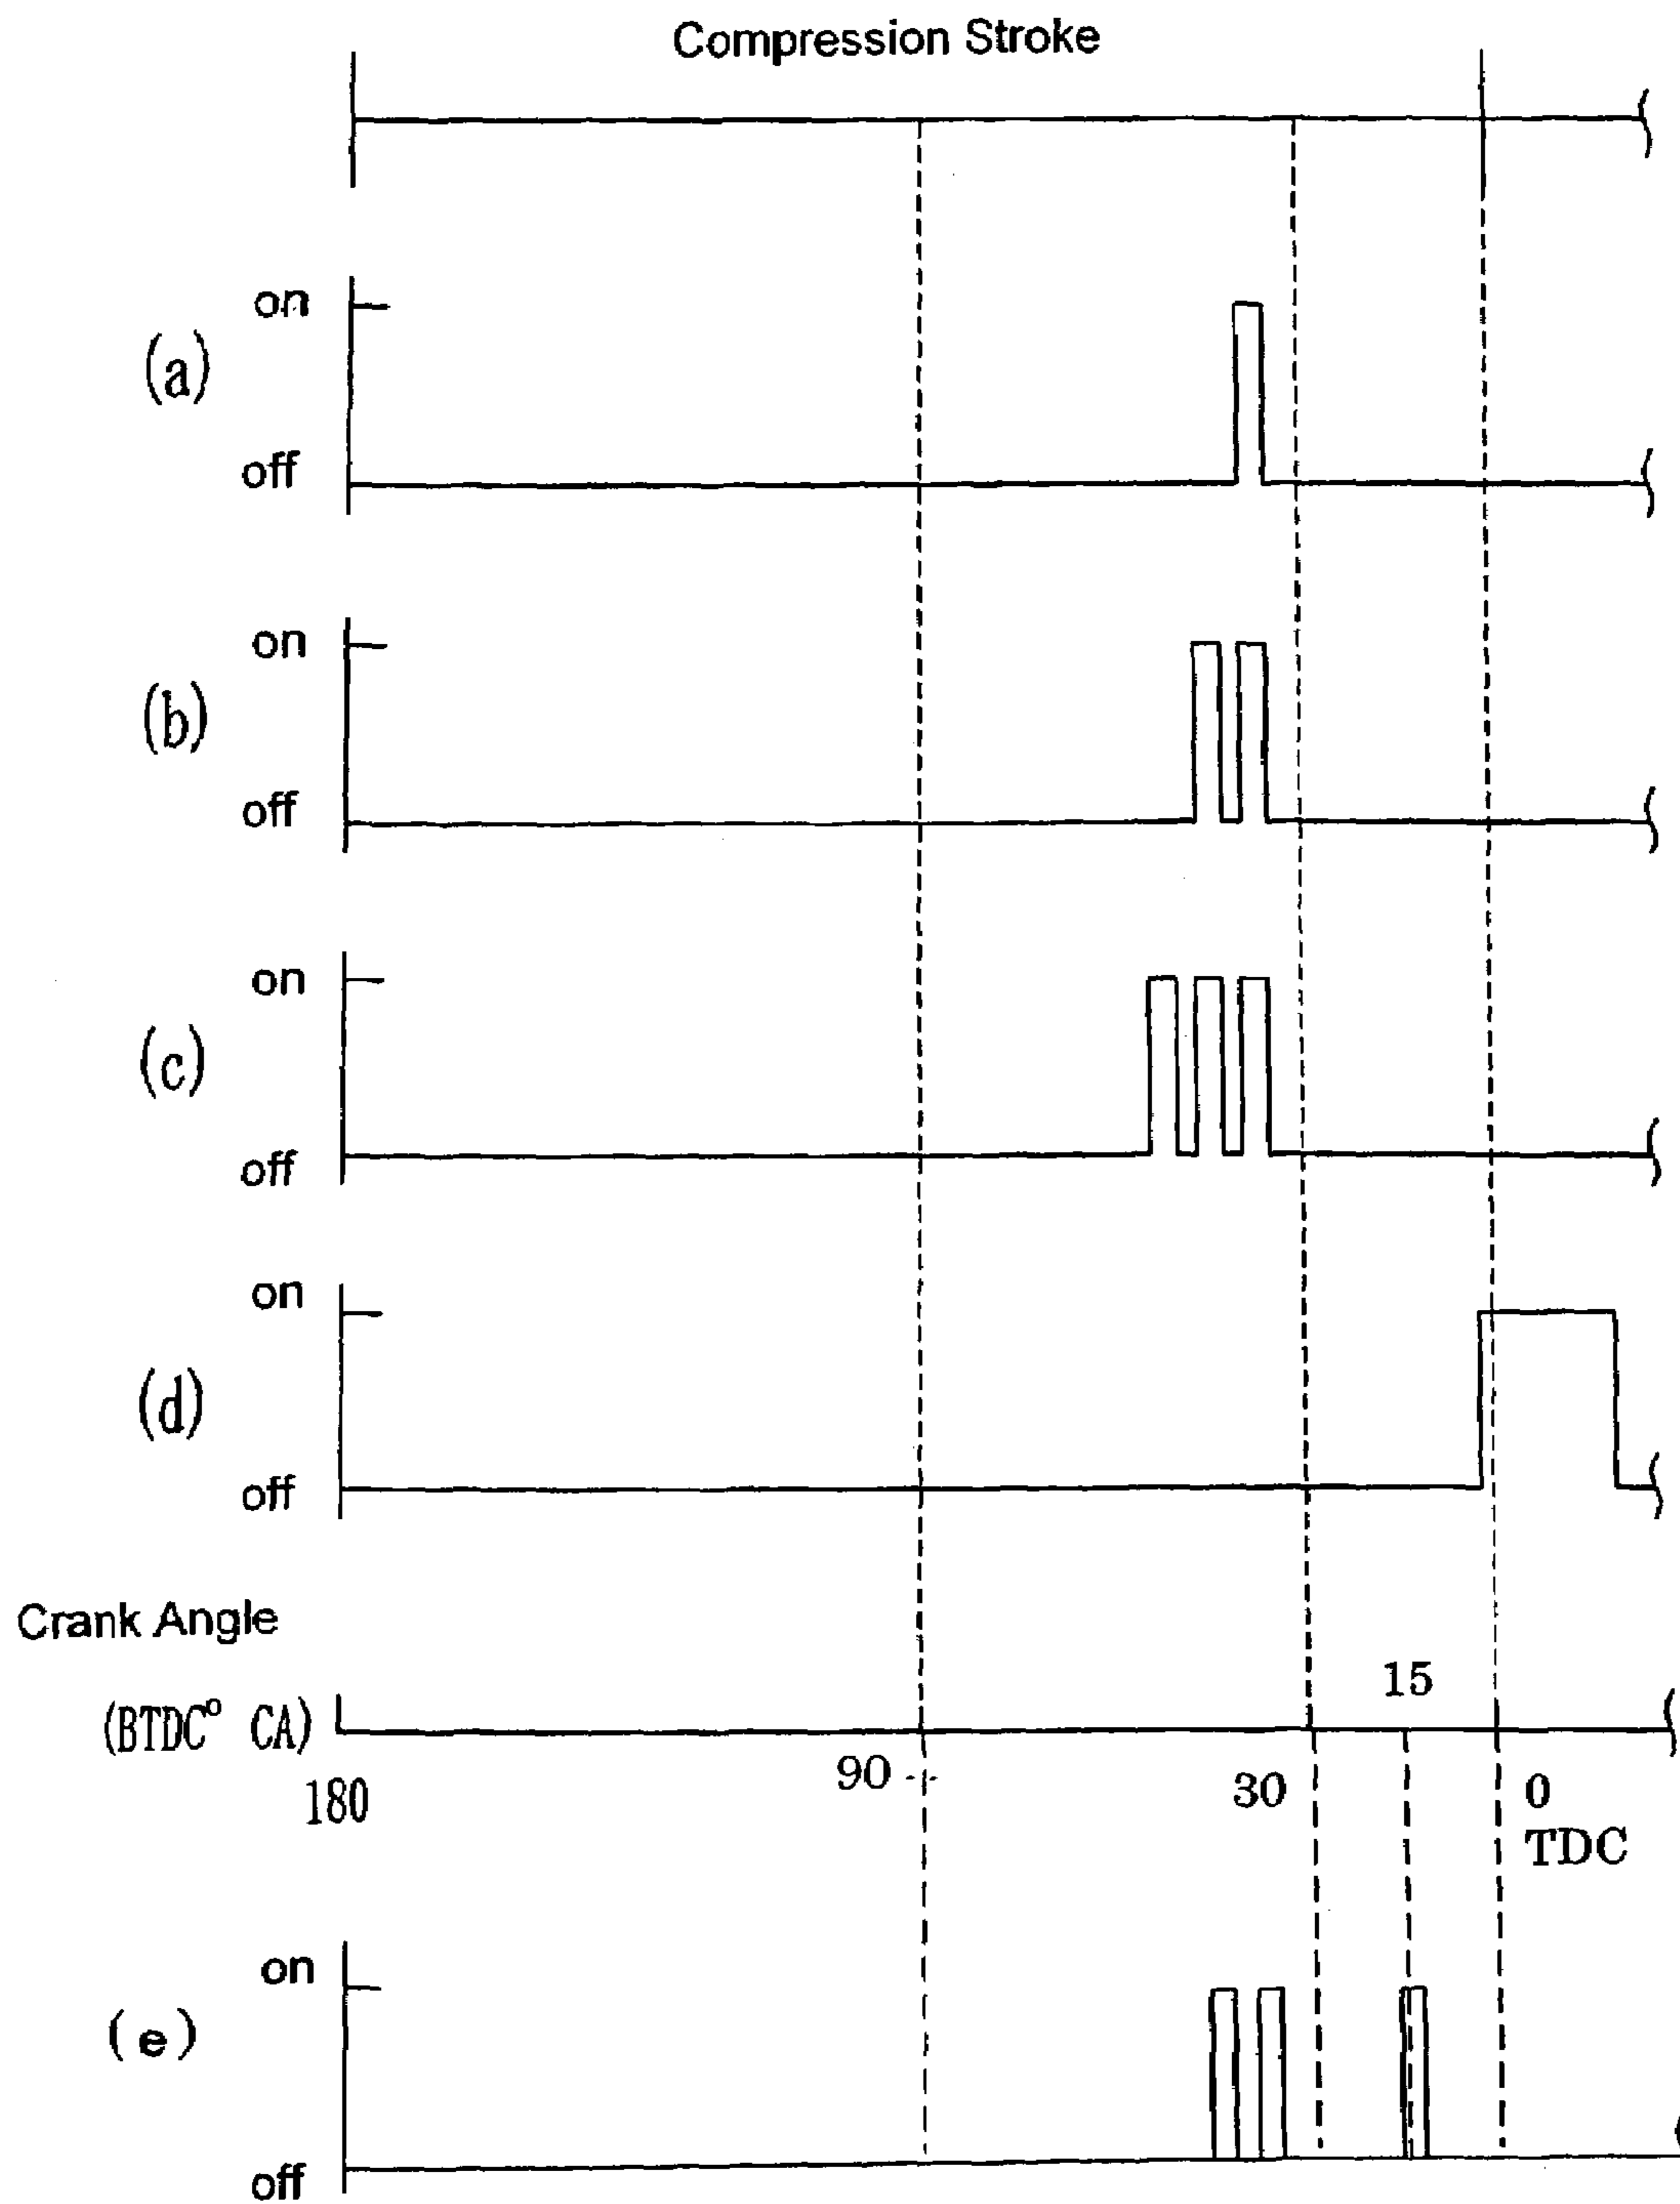 Compression Stroke
on
(a)
off
on
(b)
off
on
(c)
off
on
(d)
off
Crank Angle
15
(BTDC° CA)
90
30
0
180
TDC
on
(e)
off